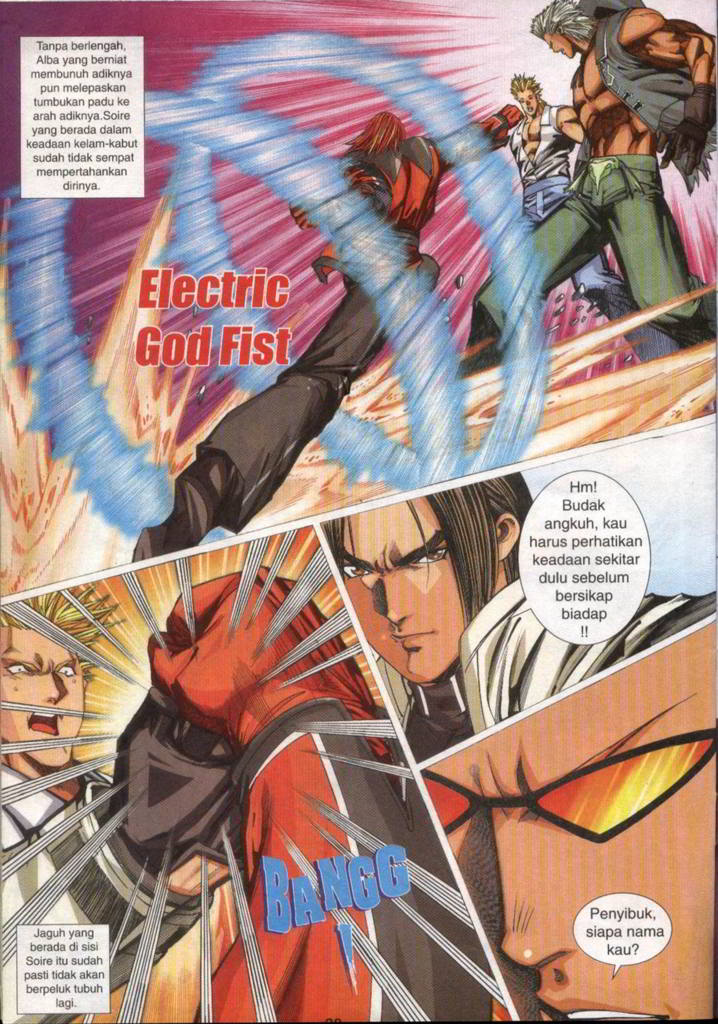 Tanpa berlengah,
Alba yang berniat
membunuh adiknya
pun melepaskan
tumbukan padu ke
arah adiknya.Soire
yang berada dalam
keadaan kelam-kabut
sudah tidak sempat
mempertahankan
dirinya.
Electric
God Fist
Hm!
Budak
angkuh, kau
harus perhatikan
keadaan sekitar
dulu sebelum
bersikap
biadap
!!
BANGG
!
Jaguh yang
berada di sisi
Soire itu sudah
pasti tidak akan
berpeluk tubuh
lagi.
Penyibuk,
siapa nama
kau?